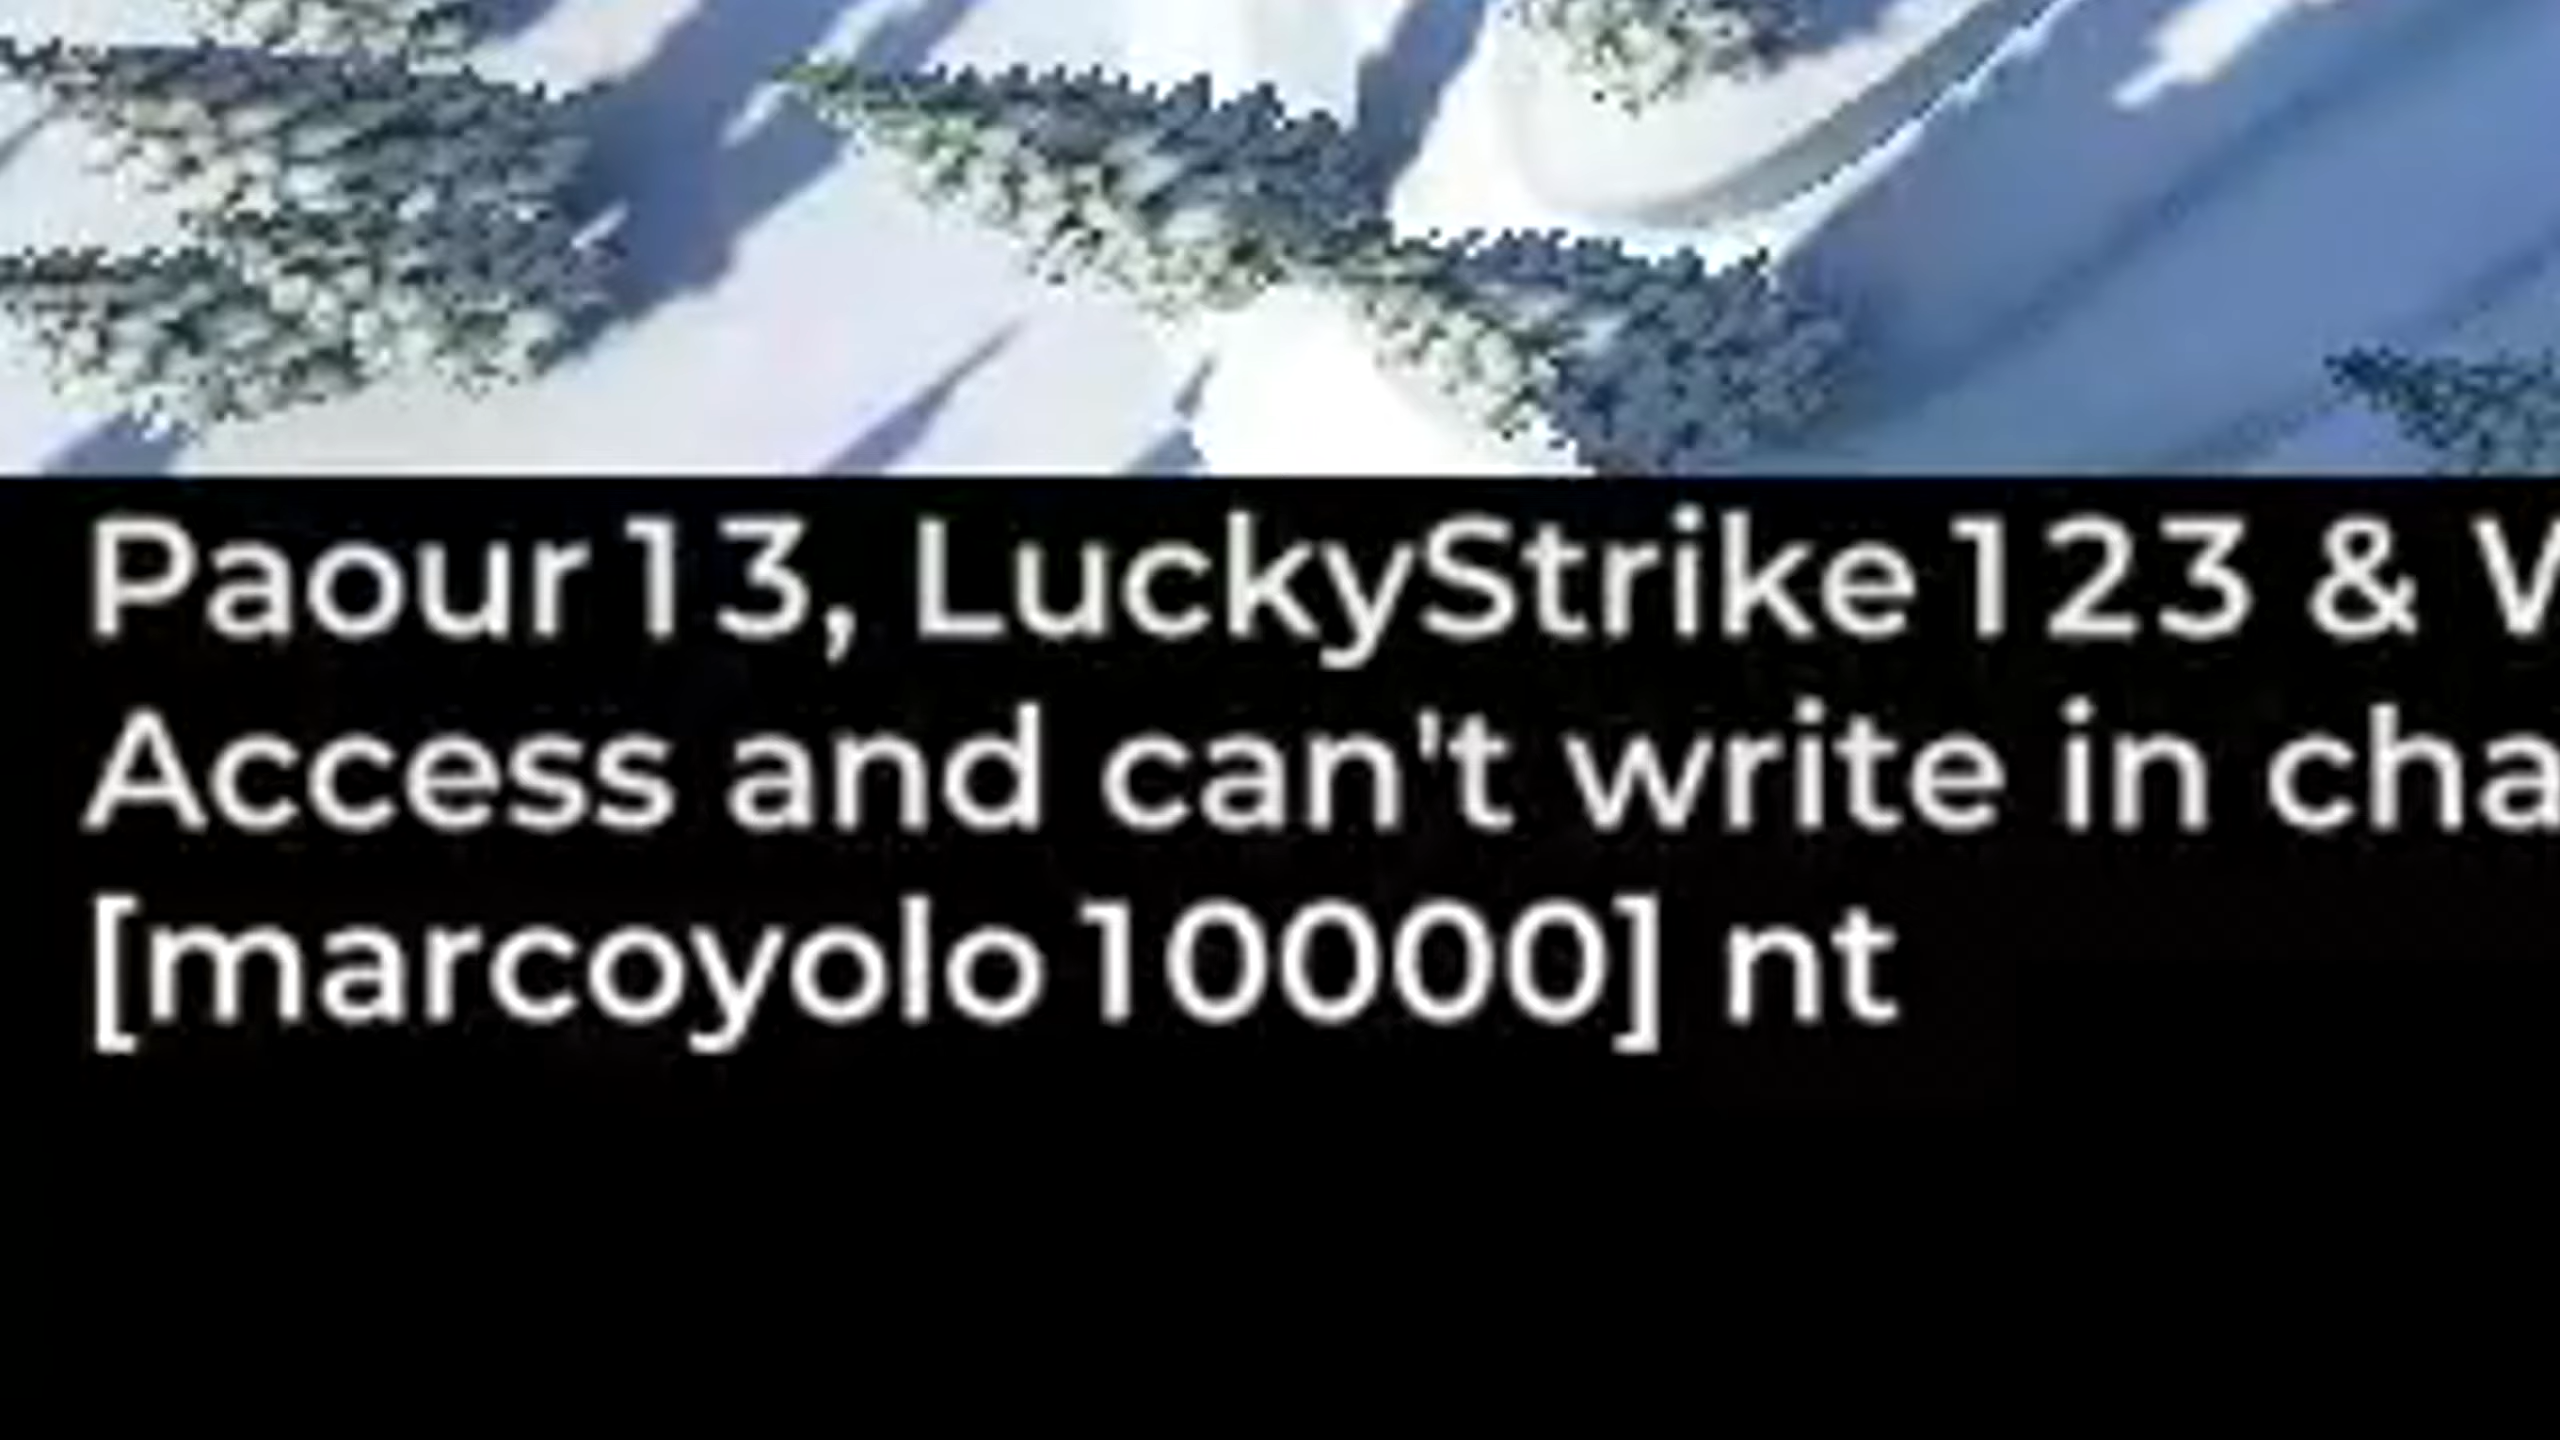 Paour13, LuckyStrike123 &
Access and can't write in
[marcoyolo10000] nt